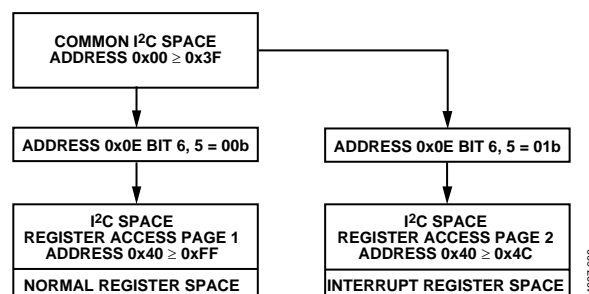 COMMON I²C SPACE
ADDRESS 0x00 ≥ 0x3F
ADDRESS 0x0E BIT 6, 5 = 00b
ADDRESS 0x0E BIT 6, 5 = 01b
I²C SPACE
REGISTER ACCESS PAGE 1
ADDRESS 0x40 ≥ 0xFF
NORMAL REGISTER SPACE
I²C SPACE
REGISTER ACCESS PAGE 2
ADDRESS 0x40 ≥ 0x4C
INTERRUPT REGISTER SPACE